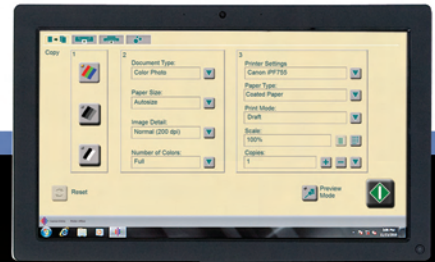 Copy
1
2
3
Document Type:
Color Photo
Paper Size:
Autosize
Image Detail:
Normal (200 dpi)
Number of Colors:
Full
Printer Settings
Canon iPF755
Paper Type:
Coated Paper
Print Mode:
Draft
Scale:
100%
Copies:
1
Reset
Preview
Mode